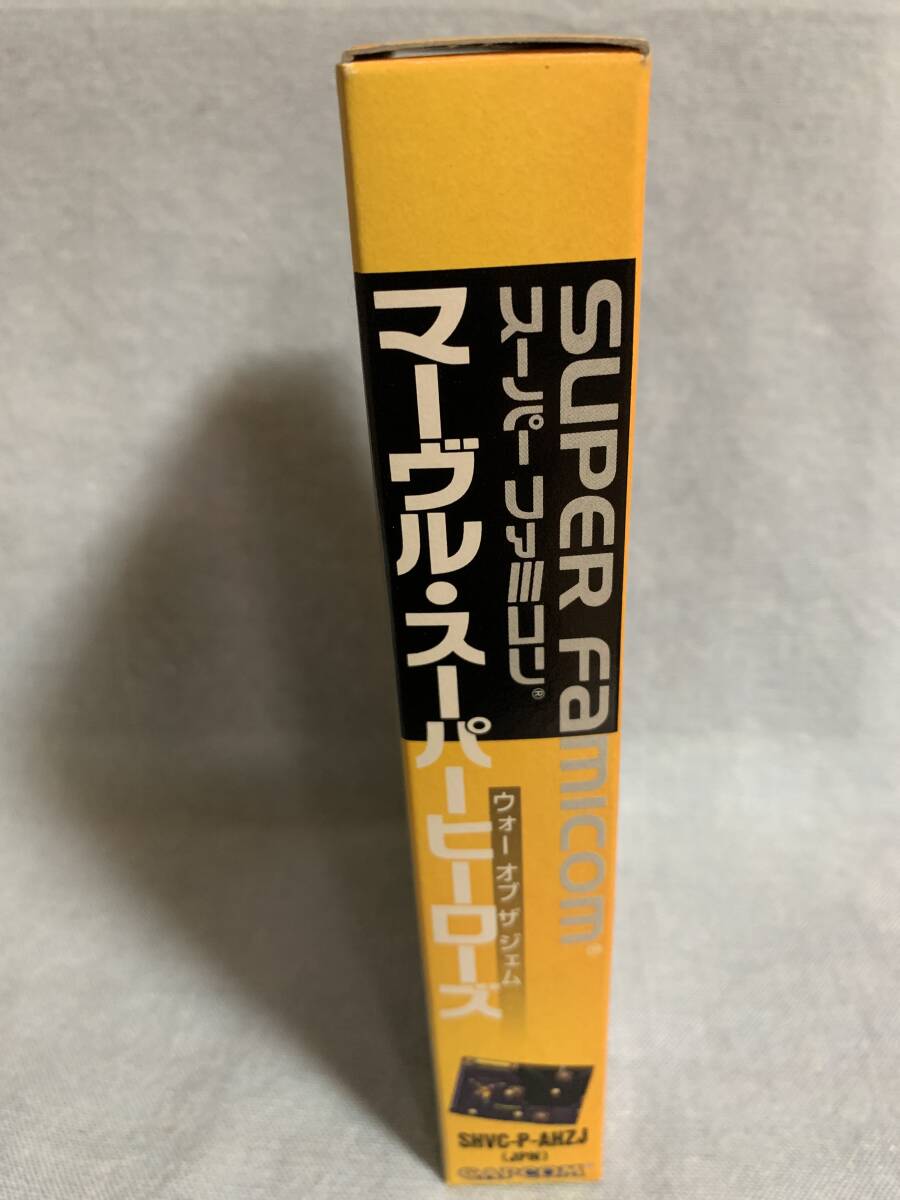 SUPER Famicom®
スーパーファミコン®
マーヴル・スーパーヒーローズ
ウォー オブ ザ ジェム
SHVC-P-AHZJ
(JPN)
CAPCOM